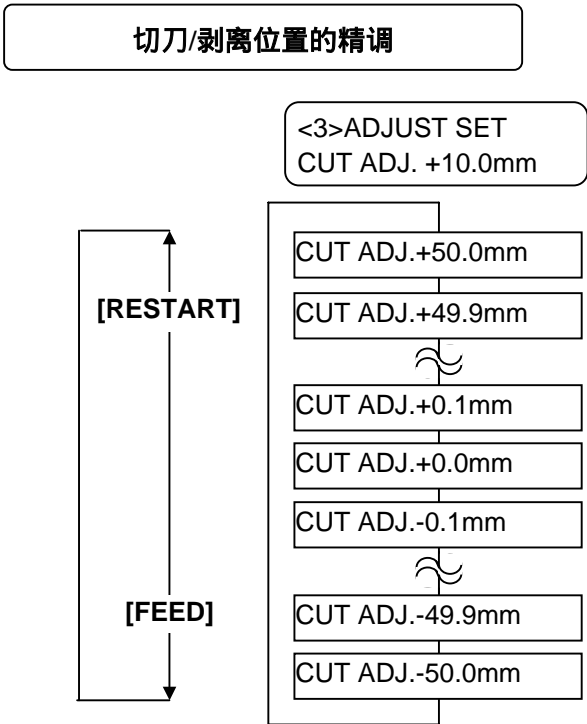 切刀/剥离位置的精调
<3>ADJUST SET
CUT ADJ. +10.0mm
CUT ADJ.+50.0mm
[RESTART]
CUT ADJ.+49.9mm
CUT ADJ.+0.1mm
CUT ADJ.+0.0mm
CUT ADJ.-0.1mm
[FEED]
CUT ADJ.-49.9mm
CUT ADJ.-50.0mm